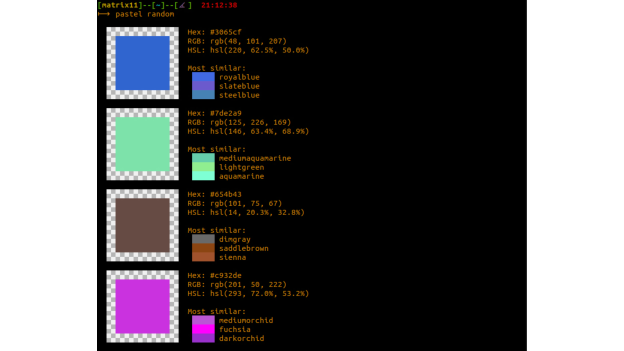 [matrix11]--[~]--[∡] 21:12:38
⟼ pastel random
Hex: #3065cf
RGB: rgb(48, 101, 207)
HSL: hsl(220, 62.5%, 50.0%)
Most similar:
royalblue
slateblue
steelblue
Hex: #7de2a9
RGB: rgb(125, 226, 169)
HSL: hsl(146, 63.4%, 68.9%)
Most similar:
mediumaquamarine
lightgreen
aquamarine
Hex: #654b43
RGB: rgb(101, 75, 67)
HSL: hsl(14, 20.3%, 32.8%)
Most similar:
dimgray
saddlebrown
sienna
Hex: #c932de
RGB: rgb(201, 50, 222)
HSL: hsl(293, 72.0%, 53.2%)
Most similar:
mediumorchid
fuchsia
darkorchid